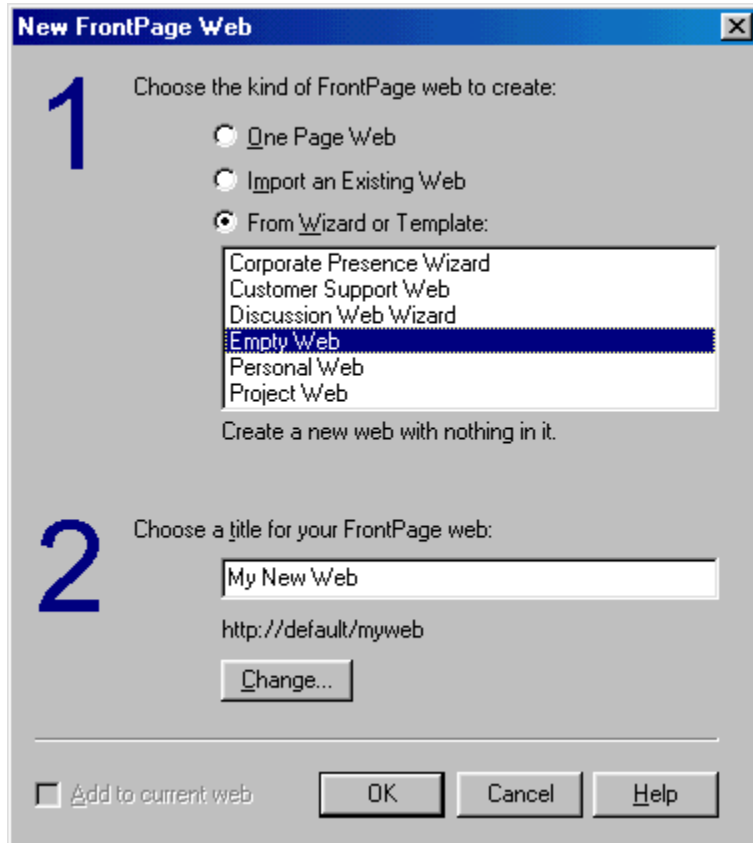 New FrontPage Web
1
Choose the kind of FrontPage web to create:
One Page Web
Import an Existing Web
From Wizard or Template:
Corporate Presence Wizard
Customer Support Web
Discussion Web Wizard
Empty Web
Personal Web
Project Web
Create a new web with nothing in it.
2
Choose a title for your FrontPage web:
My New Web
http://default/myweb
Change...
Add to current web OK Cancel Help